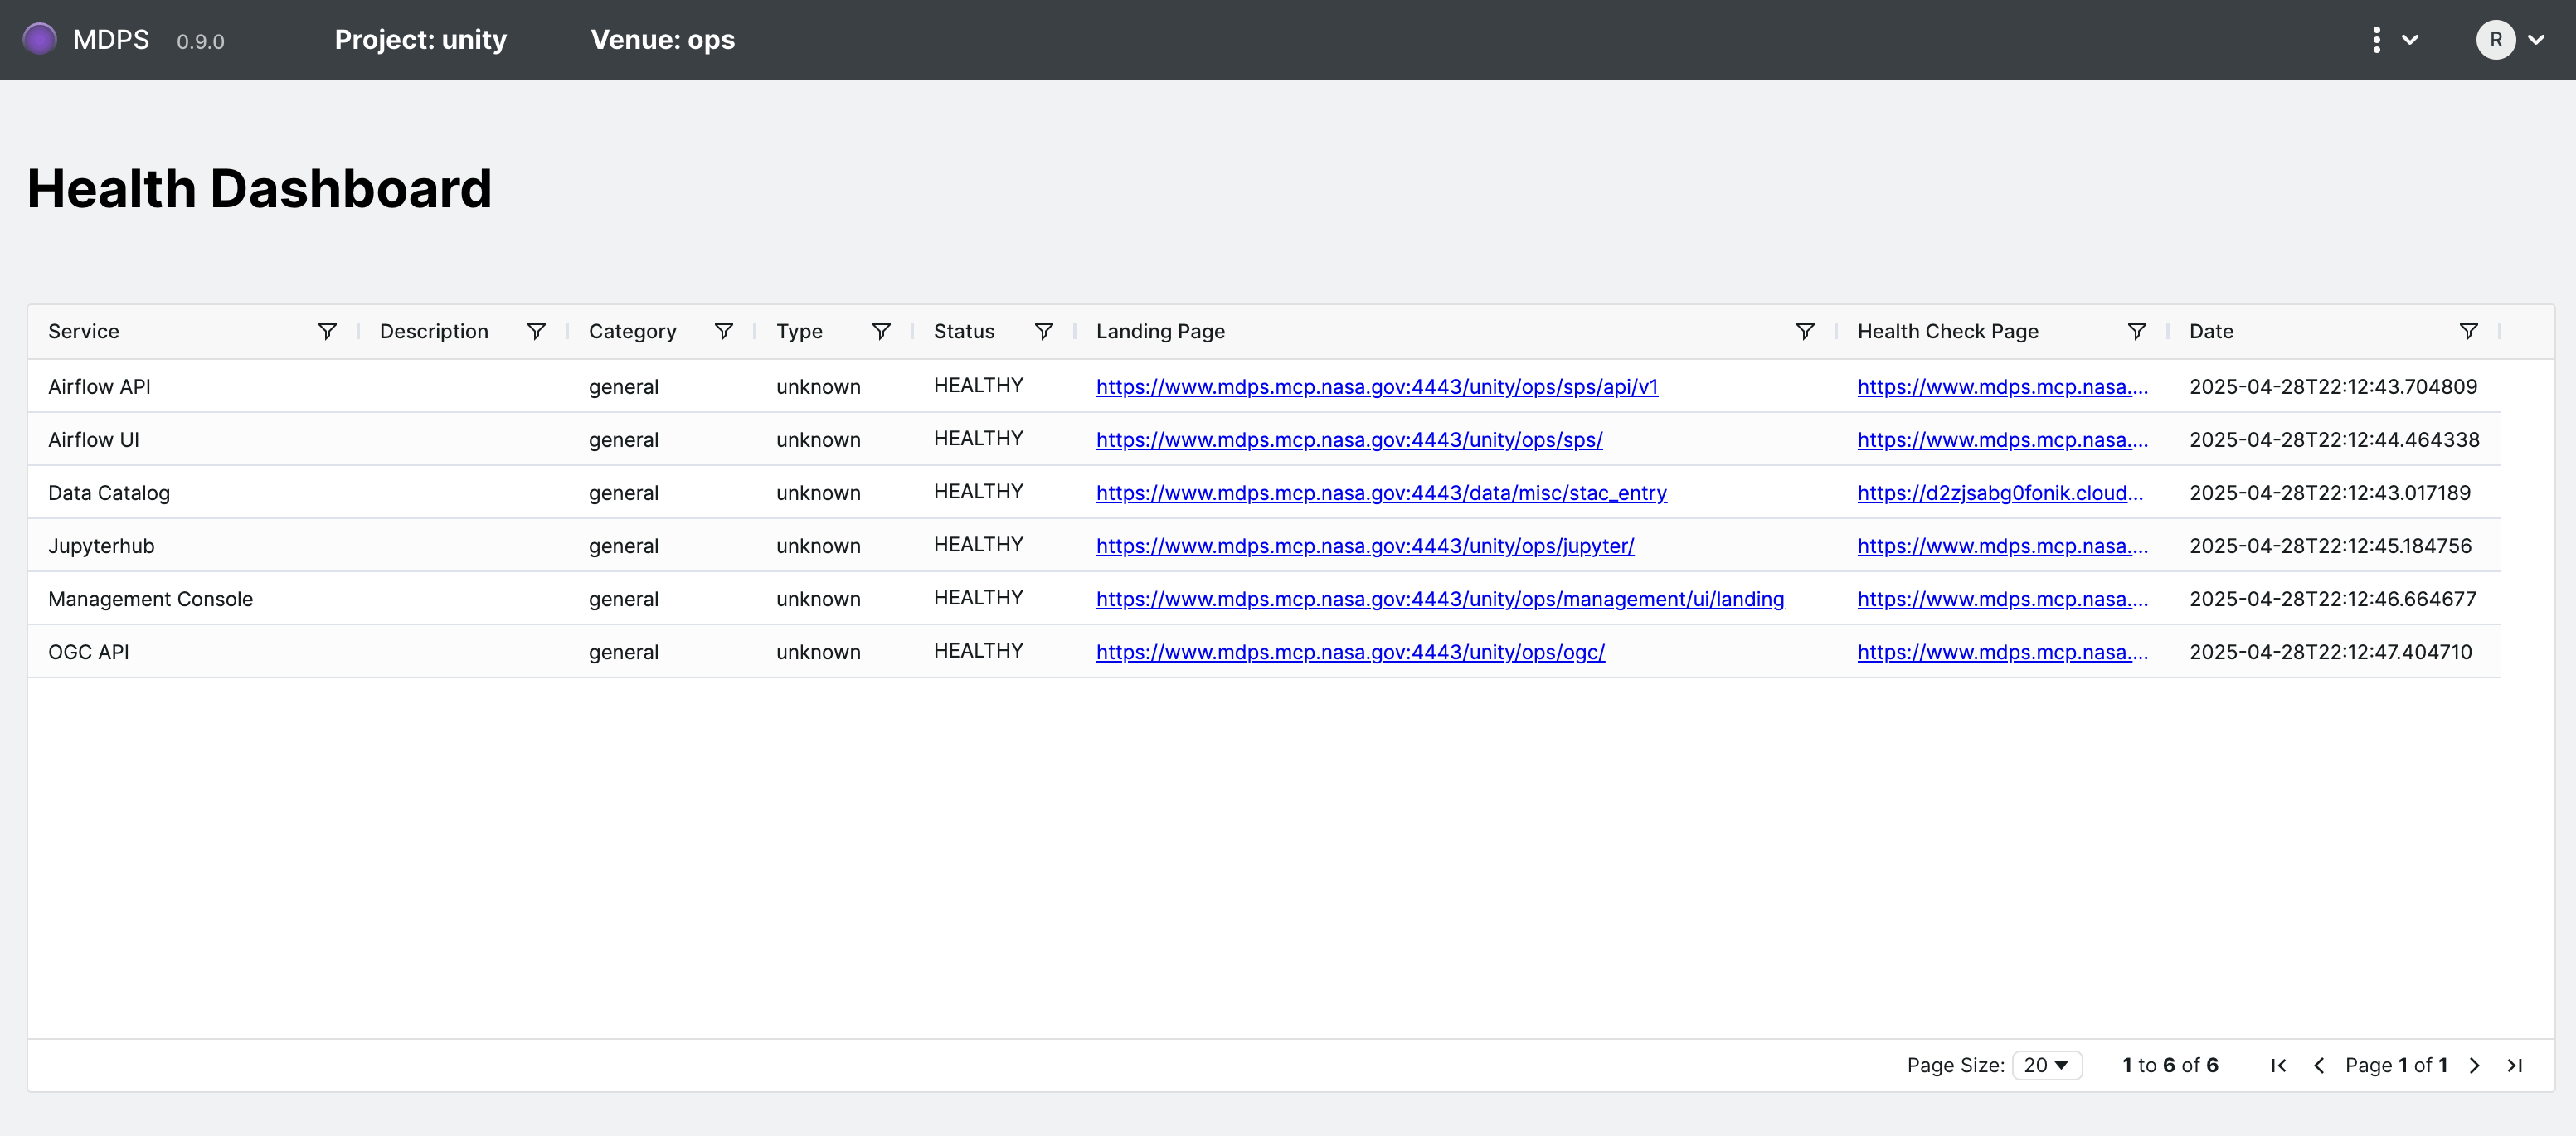 MDPS 0.9.0 Project: unity Venue: ops R
Health Dashboard
Service Description Category Type Status Landing Page Health Check Page Date
Airflow API general unknown HEALTHY https://www.mdps.mcp.nasa.gov:4443/unity/ops/sps/api/v1 https://www.mdps.mcp.nasa.... 2025-04-28T22:12:43.704809
Airflow UI general unknown HEALTHY https://www.mdps.mcp.nasa.gov:4443/unity/ops/sps/ https://www.mdps.mcp.nasa.... 2025-04-28T22:12:44.464338
Data Catalog general unknown HEALTHY https://www.mdps.mcp.nasa.gov:4443/data/misc/stac_entry https://d2zjsabg0fonik.cloud... 2025-04-28T22:12:43.017189
Jupyterhub general unknown HEALTHY https://www.mdps.mcp.nasa.gov:4443/unity/ops/jupyter/ https://www.mdps.mcp.nasa.... 2025-04-28T22:12:45.184756
Management Console general unknown HEALTHY https://www.mdps.mcp.nasa.gov:4443/unity/ops/management/ui/landing https://www.mdps.mcp.nasa.... 2025-04-28T22:12:46.664677
OGC API general unknown HEALTHY https://www.mdps.mcp.nasa.gov:4443/unity/ops/ogc/ https://www.mdps.mcp.nasa.... 2025-04-28T22:12:47.404710
Page Size: 20 1 to 6 of 6 Page 1 of 1